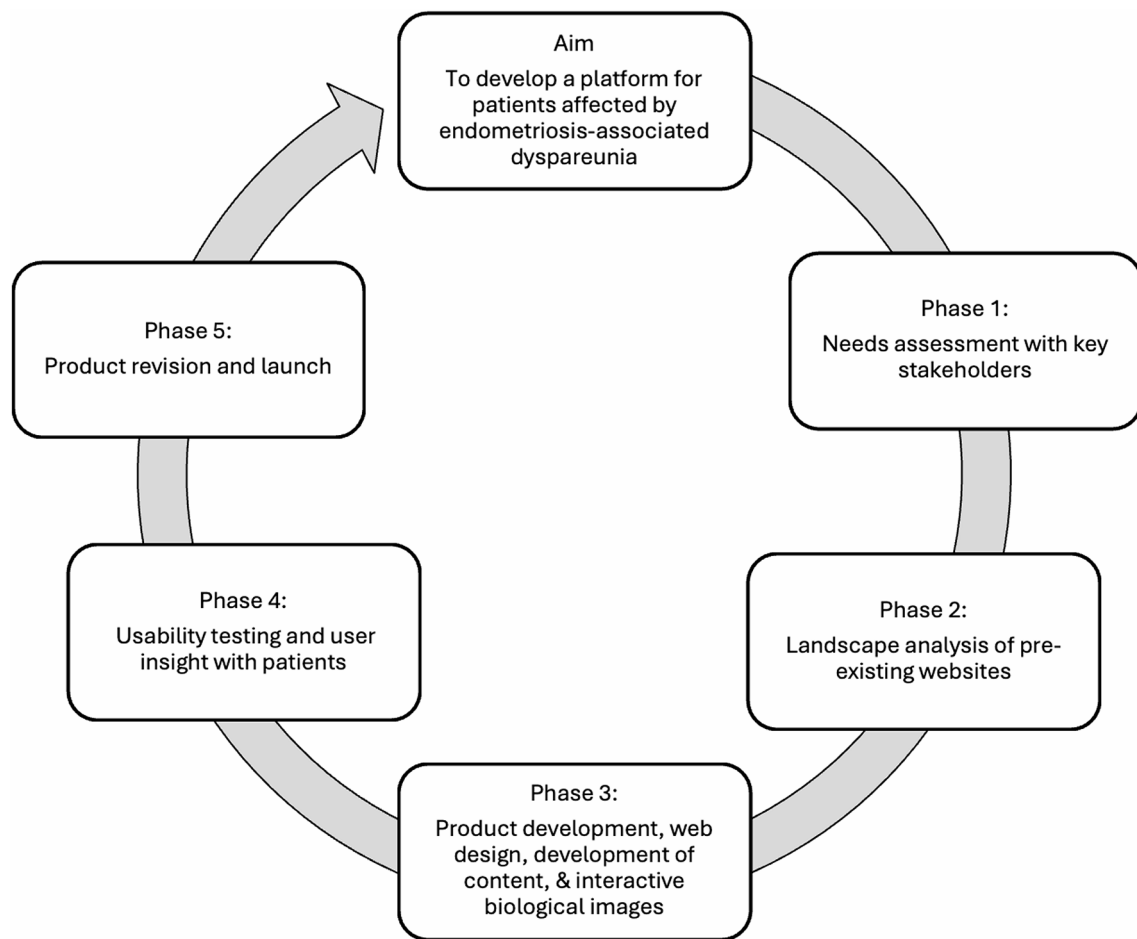 Aim
To develop a platform for
patients affected by
endometriosis-associated
dyspareunia
Phase 1:
Needs assessment with key
stakeholders
Phase 2:
Landscape analysis of pre-
existing websites
Phase 3:
Product development, web
design, development of
content, & interactive
biological images
Phase 4:
Usability testing and user
insight with patients
Phase 5:
Product revision and launch